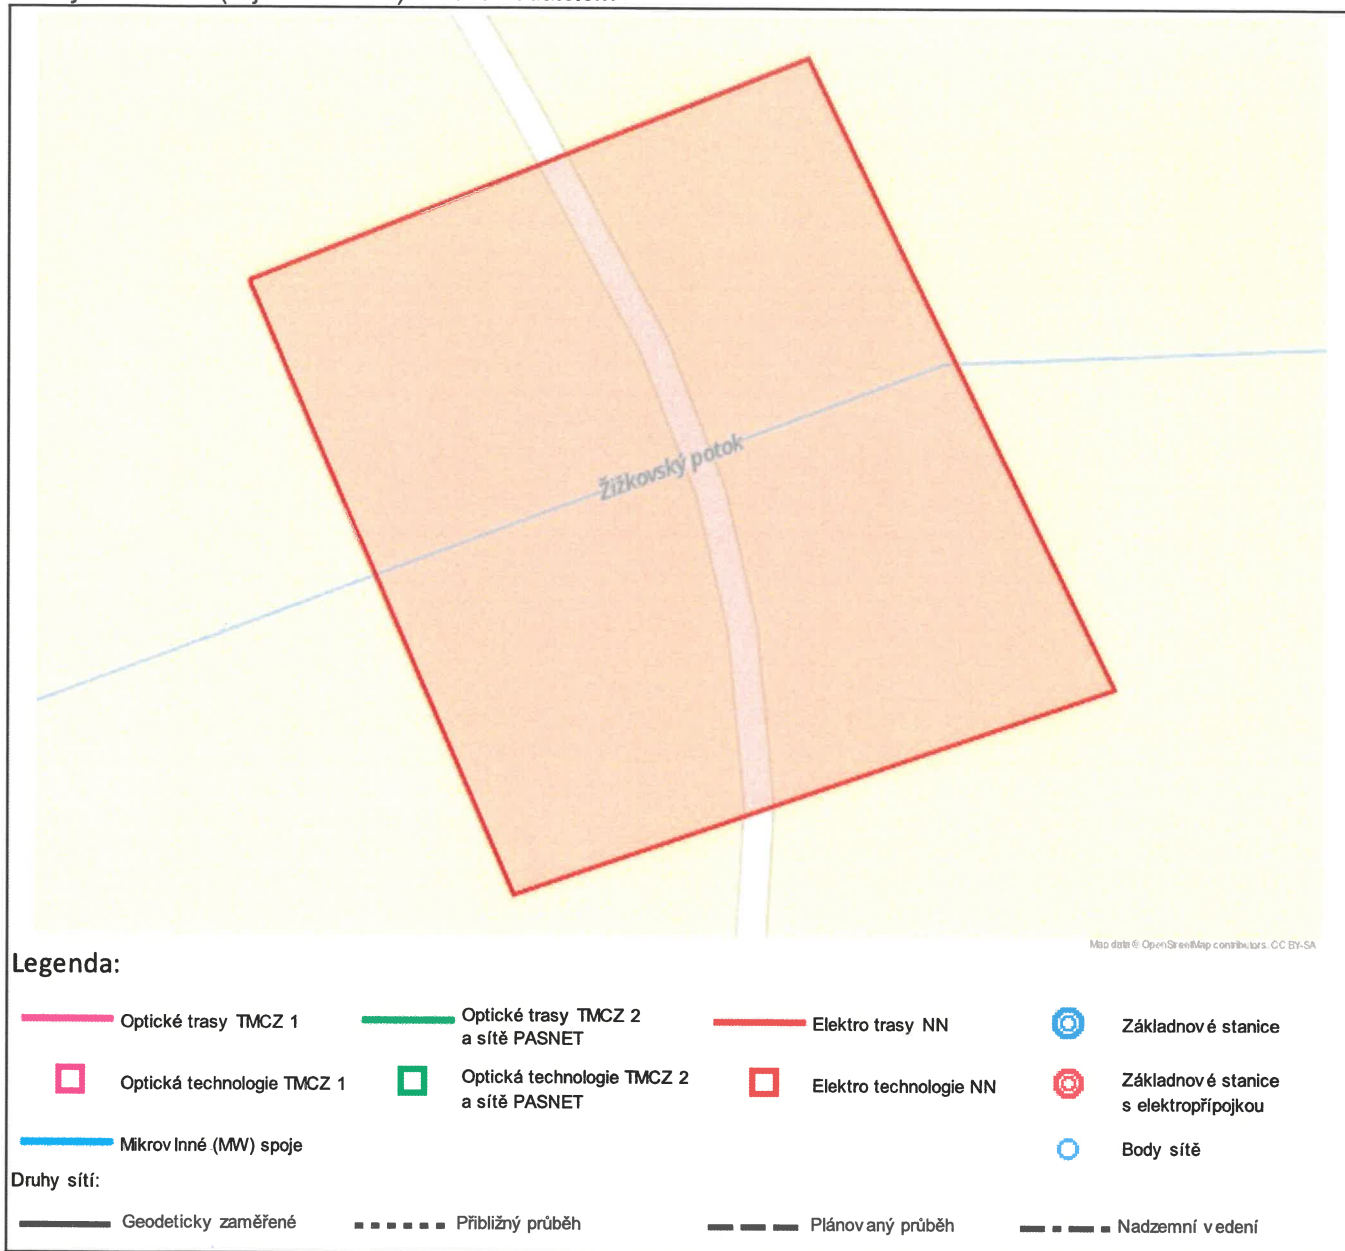 Žižkovský potok
Map data © OpenStreetMap contributors, CC BY-SA
Legenda:
Optické trasy TMCZ 1
Optické trasy TMCZ 2
a sítě PASNET
Elektro trasy NN
Základnové stanice
Optická technologie TMCZ 1
Optická technologie TMCZ 2
a sítě PASNET
Elektro technologie NN
Základnové stanice
s elektropřípojkou
Mikrovlnné (MW) spoje
Body sítě
Druhy sítí:
Geodeticky zaměřené
Přibližný průběh
Plánovaný průběh
Nadzemní vedení